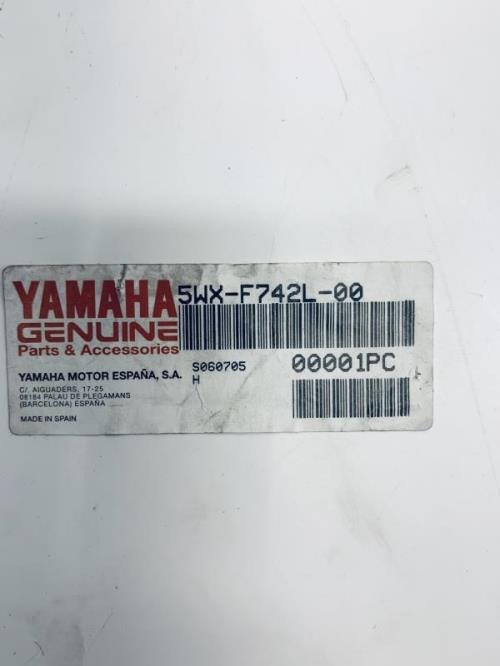 YAMAHA
GENUINE
Parts & Accessories
5WX-F742L-00
YAMAHA MOTOR ESPAÑA, S.A.
C/. AIGUADERS, 17-25
08184 PALAU DE PLEGAMANS
(BARCELONA) ESPAÑA
MADE IN SPAIN
S060705
H
00001PC